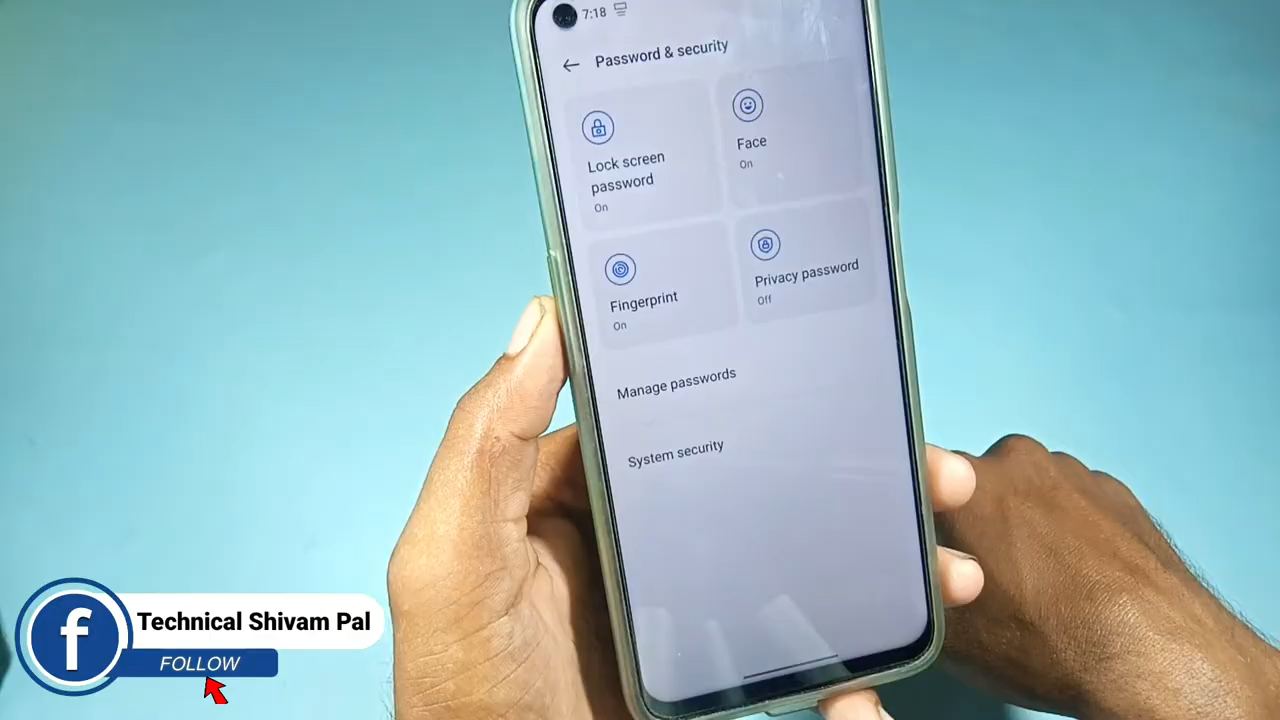 7:18
Password & security
Lock screen
password
On
Face
On
Fingerprint
On
Privacy password
Off
Manage passwords
System security
f
Technical Shivam Pal
FOLLOW